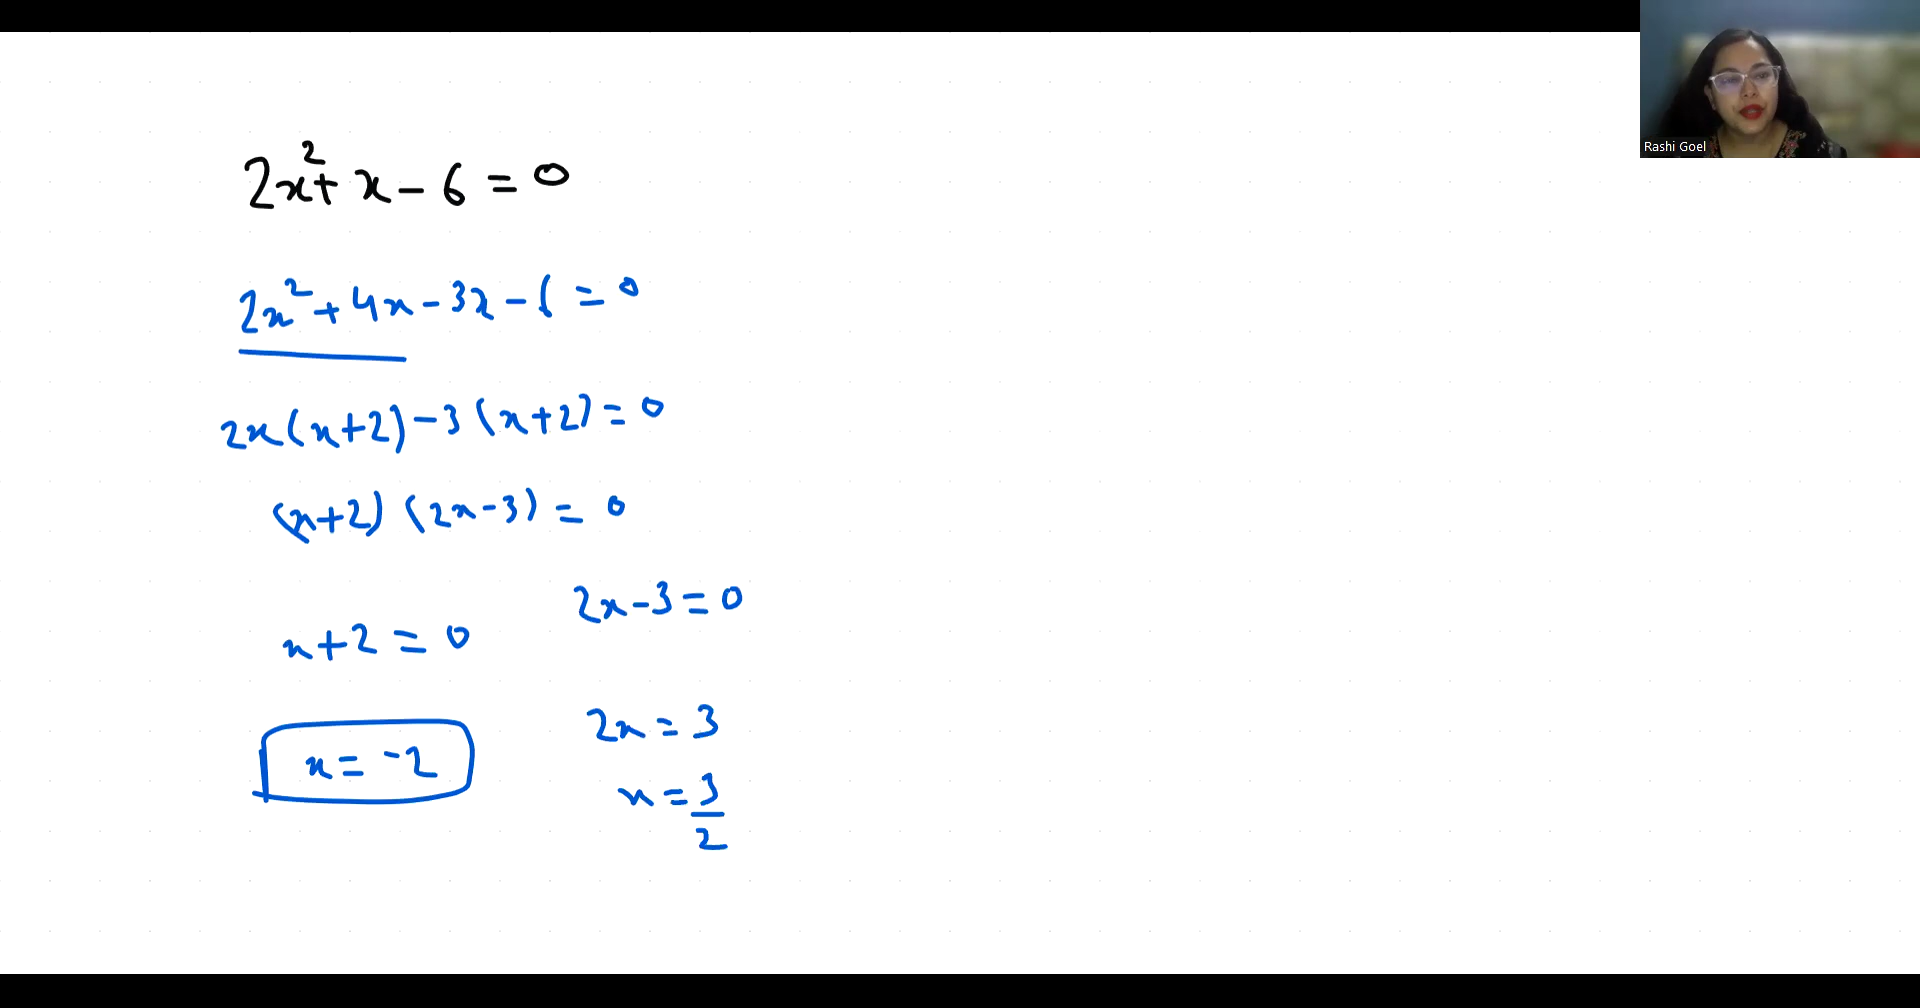 2x²+x-6=0
2x²+4x-3x-6=0
2x(x+2)-3(x+2)=0
(x+2)(2x-3)=0
x+2=0
x=-2
2x-3=0
2x=3
x=3/2
Rashi Goel